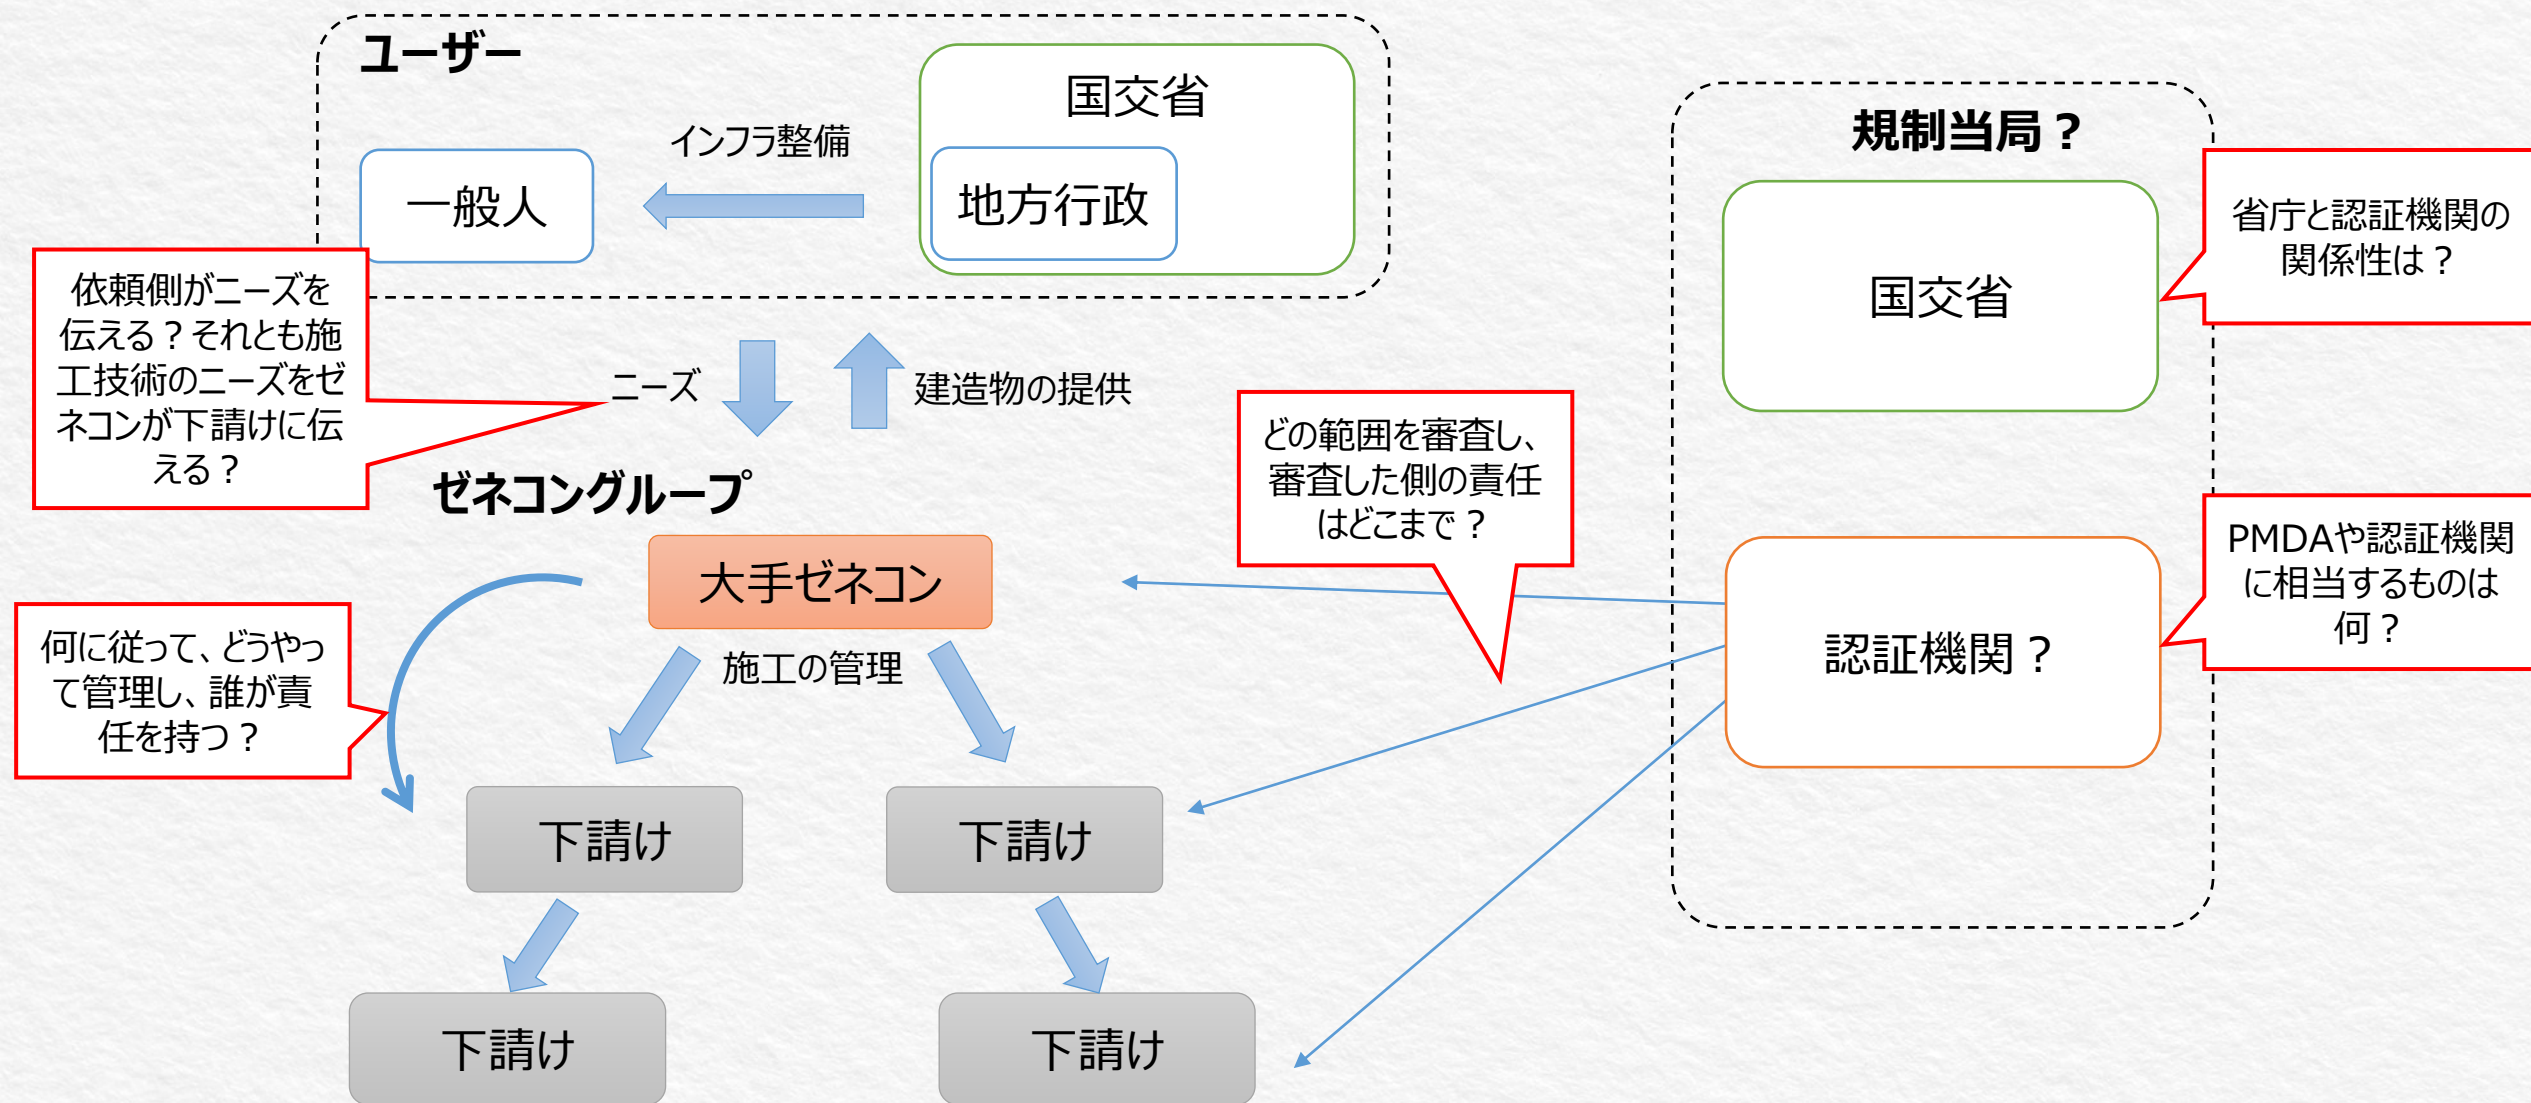 ユーザー
国交省
インフラ整備
一般人
地方行政
規制当局？
国交省
省庁と認証機関の
関係性は？
依頼側がニーズを
伝える？それとも施
工技術のニーズをゼ
ネコンが下請けに伝
える？
ニーズ
建造物の提供
どの範囲を審査し、
審査した側の責任
はどこまで？
ゼネコングループ
大手ゼネコン
施工の管理
認証機関？
PMDAや認証機関
に相当するものは
何？
何に従って、どうやっ
て管理し、誰が責
任を持つ？
下請け
下請け
下請け
下請け